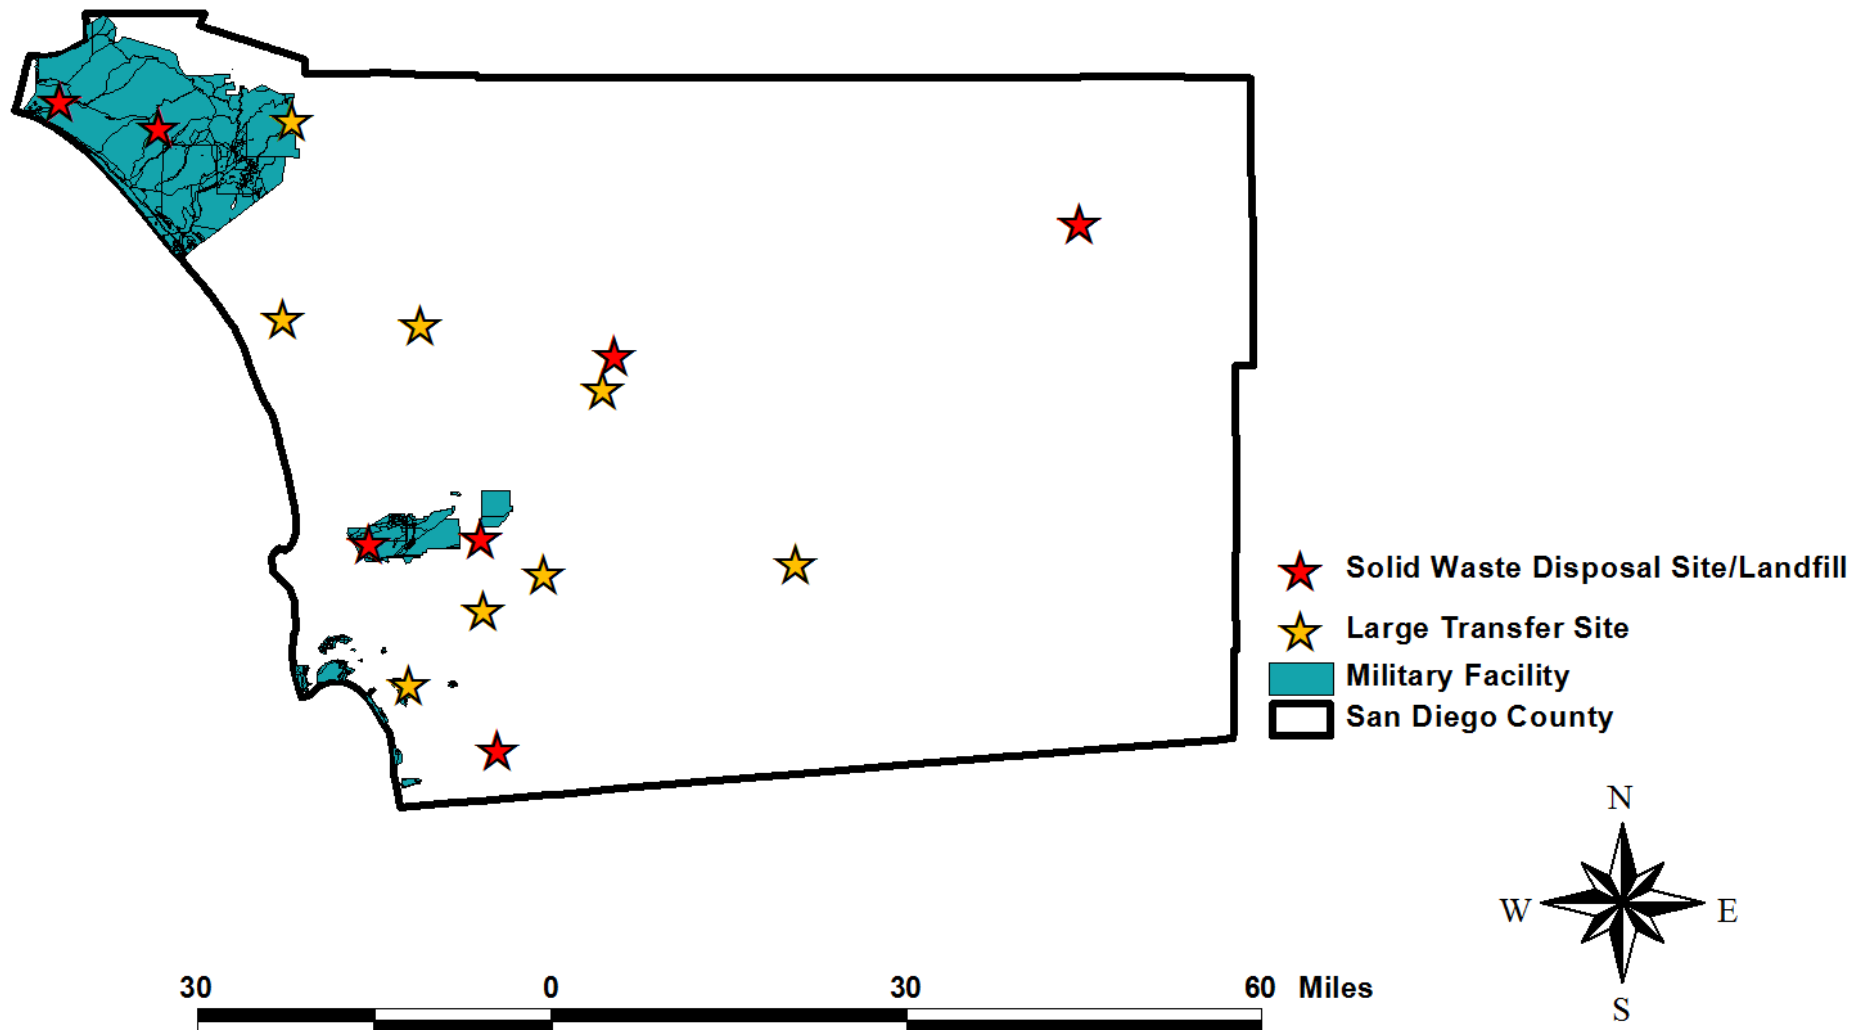 Solid Waste Disposal Site/Landfill
Large Transfer Site
Military Facility
San Diego County
N
W E
S
30 0 30 60 Miles